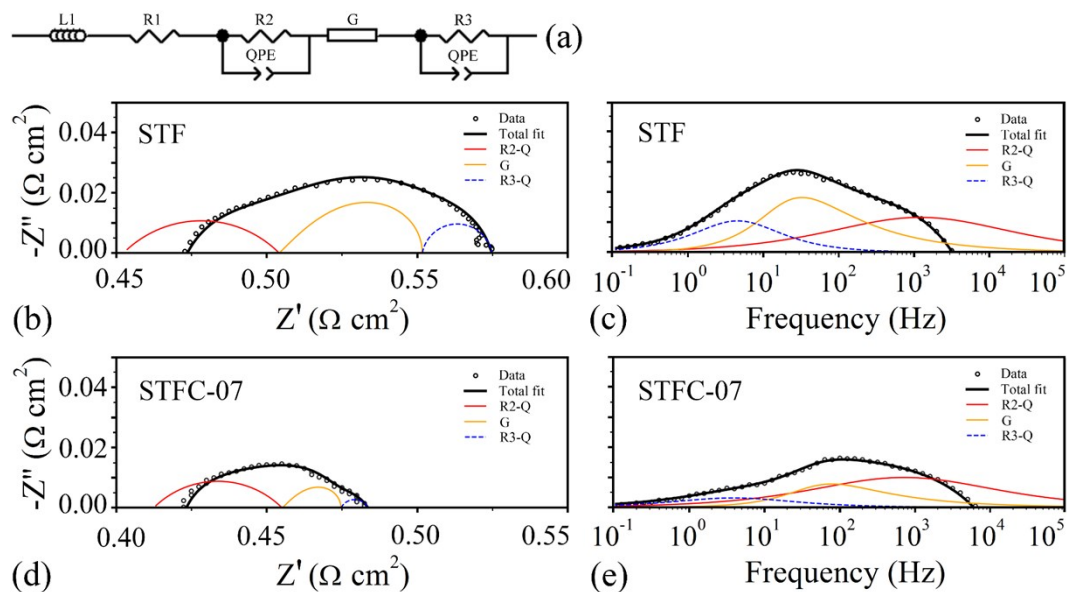 L1 R1 R2 G R3
QPE QPE
(a)
STF
Data
Total fit
R2-Q
G
R3-Q
0.04
0.02
0.00
-Z" (Ω cm²)
0.45 0.50 0.55 0.60
Z' (Ω cm²)
(b)
STF
Data
Total fit
R2-Q
G
R3-Q
10⁻¹ 10⁰ 10¹ 10² 10³ 10⁴ 10⁵
Frequency (Hz)
(c)
STFC-07
Data
Total fit
R2-Q
G
R3-Q
0.04
0.02
0.00
-Z" (Ω cm²)
0.40 0.45 0.50 0.55
Z' (Ω cm²)
(d)
STFC-07
Data
Total fit
R2-Q
G
R3-Q
10⁻¹ 10⁰ 10¹ 10² 10³ 10⁴ 10⁵
Frequency (Hz)
(e)